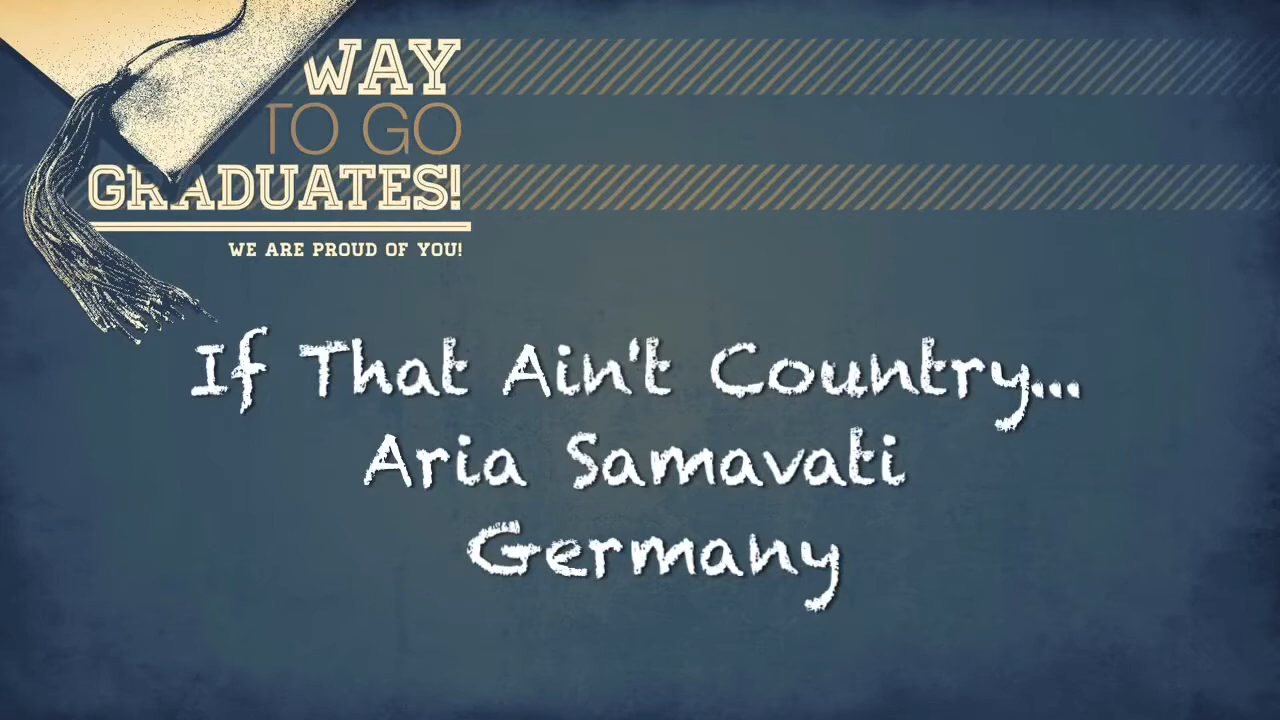 WAY
TO GO
GRADUATES!
WE ARE PROUD OF YOU!
If That Ain't Country...
Aria Samavati
Germany